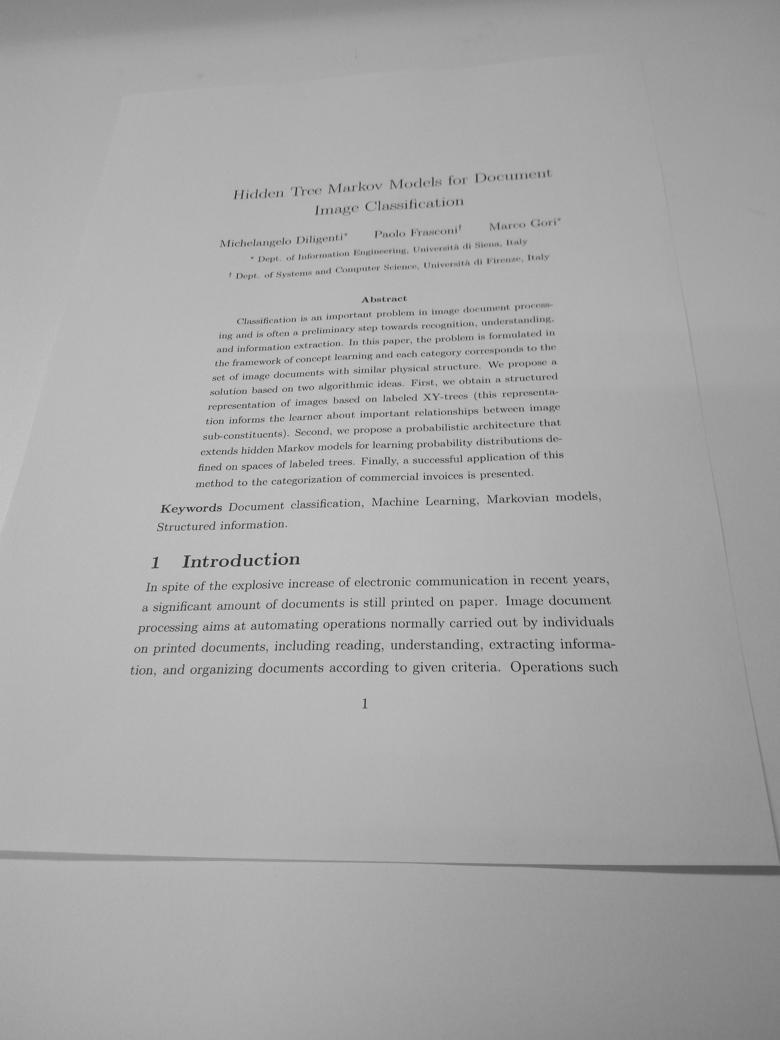 Hidden Tree Markov Models for Document
Image Classification
Michelangelo Diligenti* Paolo Frasconi† Marco Gori*
* Dept. of Information Engineering, Università di Siena, Italy
† Dept. of Systems and Computer Science, Università di Firenze, Italy
Abstract
Classification is an important problem in image document process-
ing and is often a preliminary step towards recognition, understanding,
and information extraction. In this paper, the problem is formulated in
the framework of concept learning and each category corresponds to the
set of image documents with similar physical structure. We propose a
solution based on two algorithmic ideas. First, we obtain a structured
representation of images based on labeled XY-trees (this representa-
tion informs the learner about important relationships between image
sub-constituents). Second, we propose a probabilistic architecture that
extends hidden Markov models for learning probability distributions de-
fined on spaces of labeled trees. Finally, a successful application of this
method to the categorization of commercial invoices is presented.
Keywords Document classification, Machine Learning, Markovian models,
Structured information.
1 Introduction
In spite of the explosive increase of electronic communication in recent years,
a significant amount of documents is still printed on paper. Image document
processing aims at automating operations normally carried out by individuals
on printed documents, including reading, understanding, extracting informa-
tion, and organizing documents according to given criteria. Operations such
1